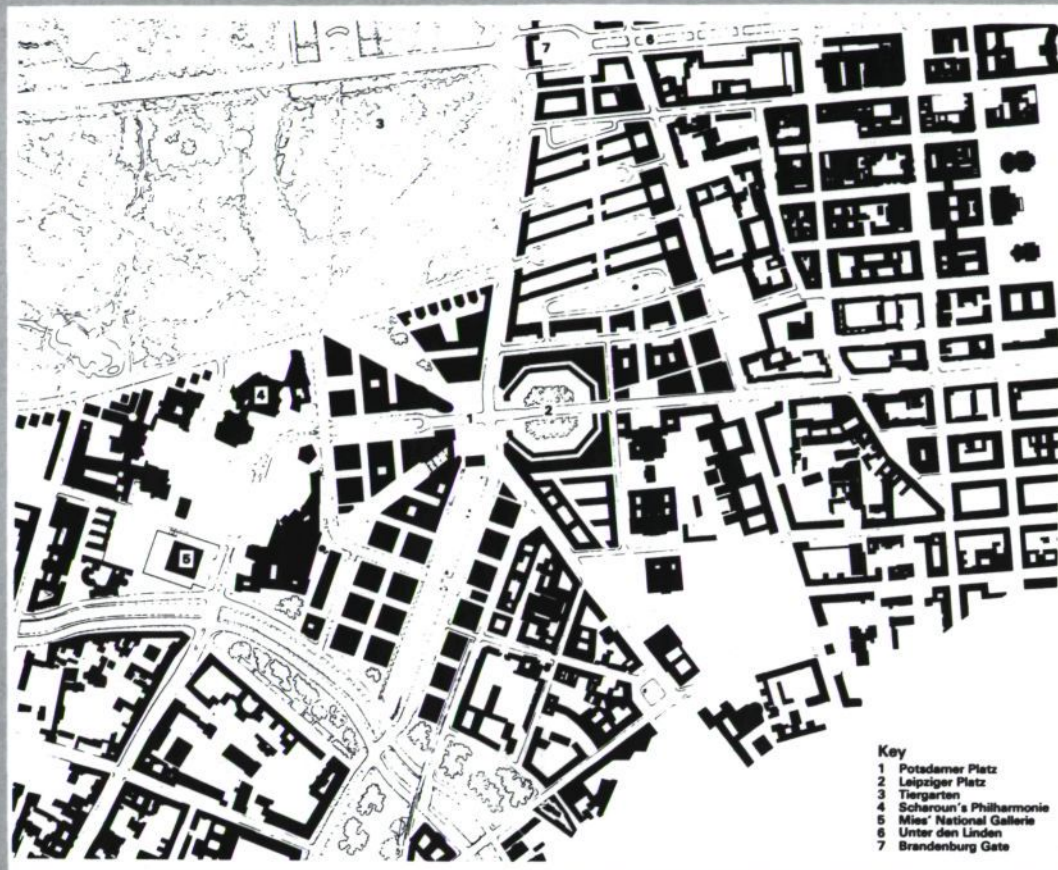 7
6
3
4
1
2
5
Key
1 Potsdamer Platz
2 Leipziger Platz
3 Tiergarten
4 Scharoun's Philharmonie
5 Mies' National Gallerie
6 Unter den Linden
7 Brandenburg Gate